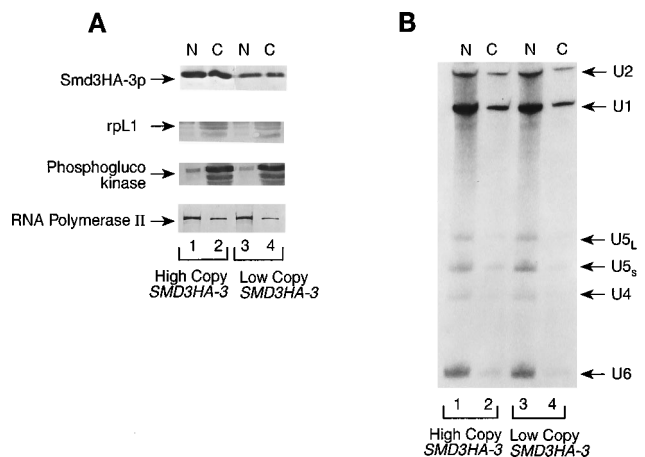 A
N C N C
Smd3HA-3p
rpL1
Phosphogluco
kinase
RNA Polymerase II
1 2 3 4
High Copy Low Copy
SMD3HA-3 SMD3HA-3
B
N C N C
U2
U1
U5L
U5s
U4
U6
1 2 3 4
High Copy Low Copy
SMD3HA-3 SMD3HA-3